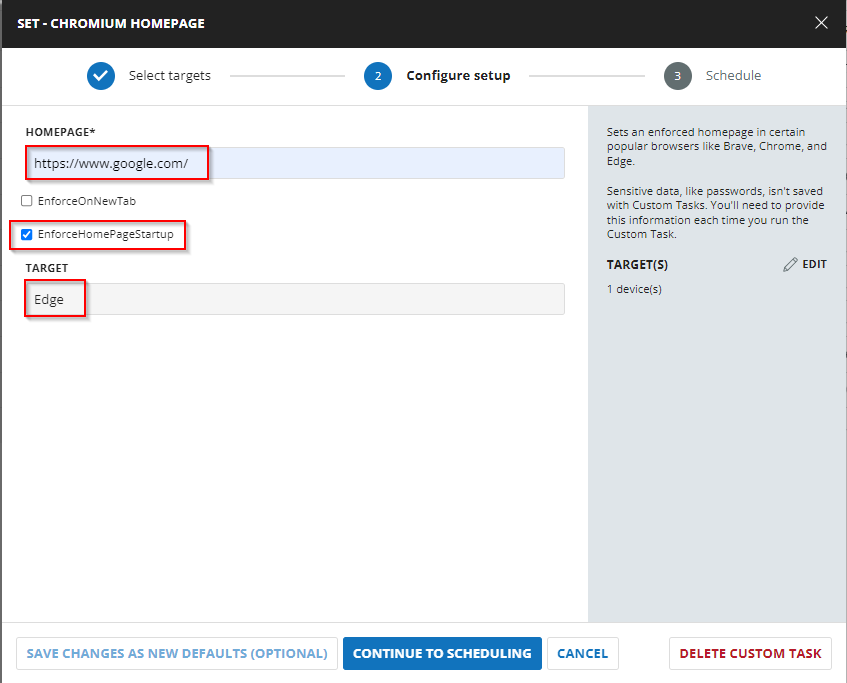 SET - CHROMIUM HOMEPAGE
Select targets
2
Configure setup
3
Schedule
HOMEPAGE*
https://www.google.com/
EnforceOnNewTab
EnforceHomePageStartup
TARGET
Edge
Sets an enforced homepage in certain
popular browsers like Brave, Chrome, and
Edge.
Sensitive data, like passwords, isn't saved
with Custom Tasks. You'll need to provide
this information each time you run the
Custom Task.
TARGET(S)
EDIT
1 device(s)
SAVE CHANGES AS NEW DEFAULTS (OPTIONAL)
CONTINUE TO SCHEDULING
CANCEL
DELETE CUSTOM TASK